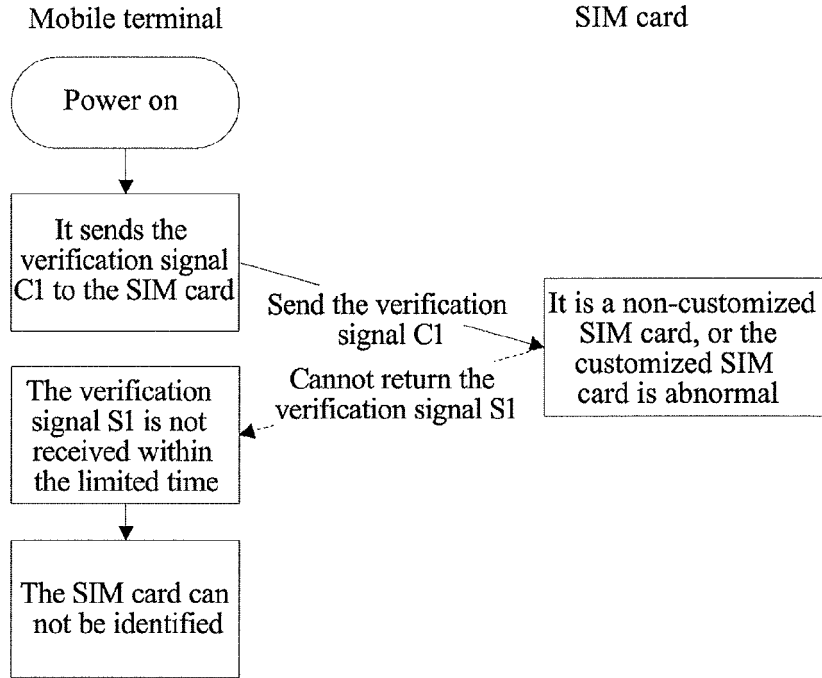 Mobile terminal
SIM card
Power on
It sends the
verification signal
C1 to the SIM card
Send the verification
signal C1
It is a non-customized
SIM card, or the
customized SIM
card is abnormal
Cannot return the
verification signal S1
The verification
signal S1 is not
received within
the limited time
The SIM card can
not be identified